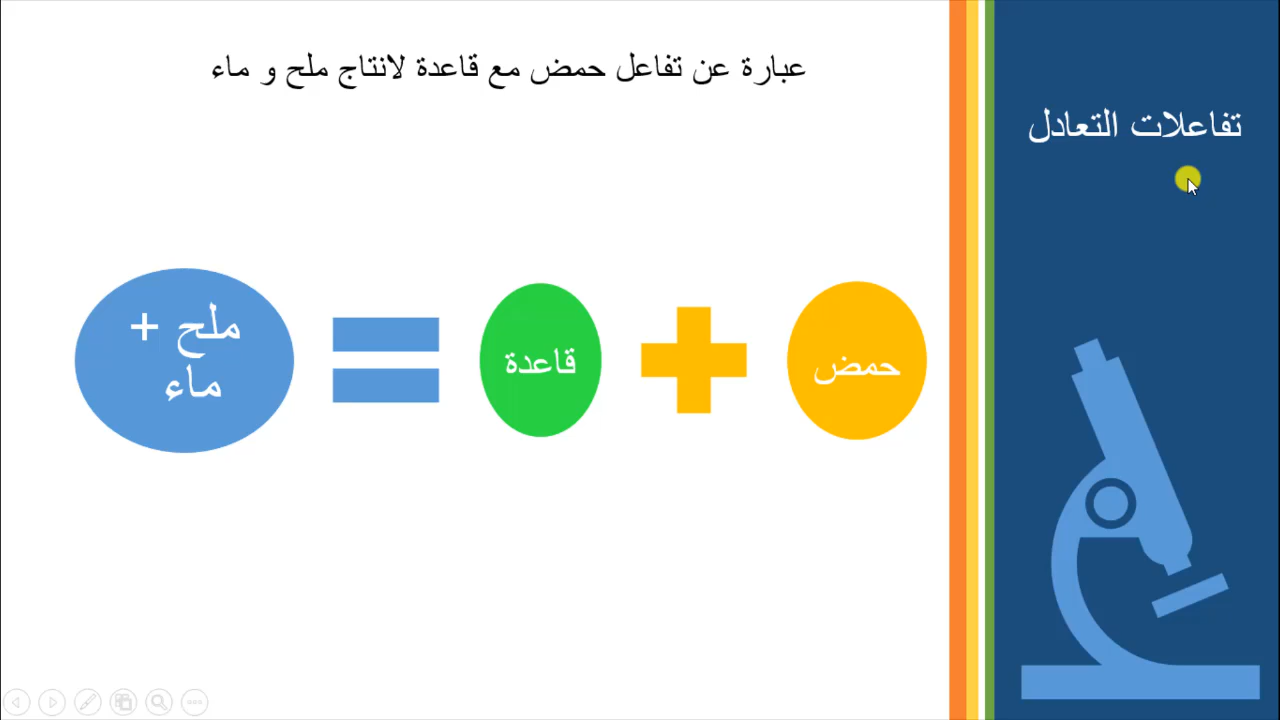 تفاعلات التعادل
عبارة عن تفاعل حمض مع قاعدة لانتاج ملح و ماء
حمض
قاعدة
ملح +
ماء